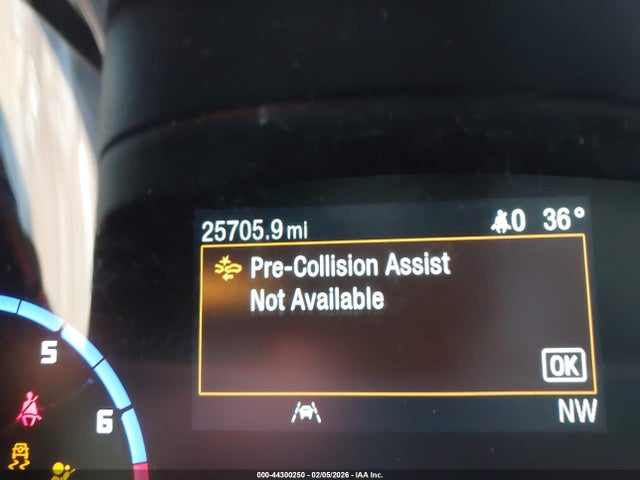 25705.9 mi 0 36°
Pre-Collision Assist
Not Available
OK
NW
5
6
000-44300250 - 02/05/2026 - IAA Inc.